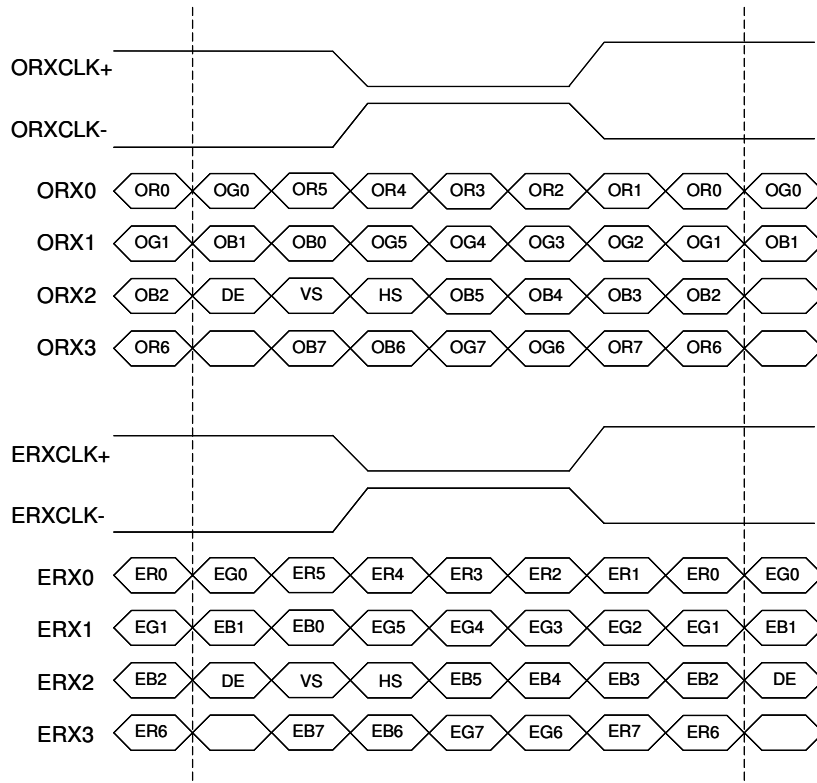 ORXCLK+
ORXCLK-
ORX0 OR0 OG0 OR5 OR4 OR3 OR2 OR1 OR0 OG0
ORX1 OG1 OB1 OB0 OG5 OG4 OG3 OG2 OG1 OB1
ORX2 OB2 DE VS HS OB5 OB4 OB3 OB2
ORX3 OR6 OB7 OB6 OG7 OG6 OR7 OR6
ERXCLK+
ERXCLK-
ERX0 ER0 EG0 ER5 ER4 ER3 ER2 ER1 ER0 EG0
ERX1 EG1 EB1 EB0 EG5 EG4 EG3 EG2 EG1 EB1
ERX2 EB2 DE VS HS EB5 EB4 EB3 EB2 DE
ERX3 ER6 EB7 EB6 EG7 EG6 ER7 ER6